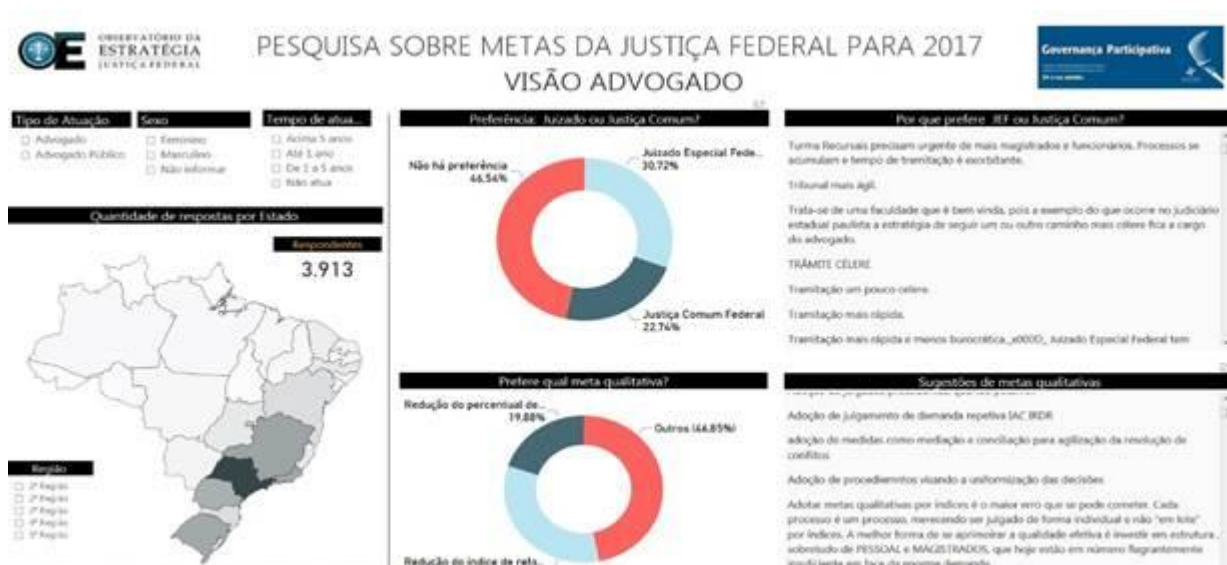 OBSERVATÓRIO DA
ESTRATÉGIA
JUSTIÇA FEDERAL
PESQUISA SOBRE METAS DA JUSTIÇA FEDERAL PARA 2017
VISÃO ADVOGADO
Governança Participativa
Tipo de Atuação
Advogado
Advogado Público
Sexo
Feminino
Masculino
Não informar
Tempo de atua...
Acima 5 anos
Até 1 ano
De 1 a 5 anos
Não atua
Quantidade de respostas por Estado
Respondentes
3.913
Região
Preferência: Juizado ou Justiça Comum?
Não há preferência
46,54%
Juizado Especial Fede...
30,72%
Justiça Comum Federal
22,74%
Por que prefere JEF ou Justiça Comum?
Turma Recursais precisam urgente de mais magistrados e funcionários. Processos se
acumulam e tempo de tramitação é exorbitante.
Tribunal mais ágil.
Trata-se de uma faculdade que é bem vinda, pois a exemplo do que ocorre no judiciário
estadual paulista a estratégia de seguir um ou outro caminho mais célere fica a cargo
do advogado.
TRÂMITE CÉLERE
Tramitação um pouco celere.
Tramitação mais rápida.
Tramitação mais rápida e menos burocrática._x000D_ Juizado Especial Federal tem
Prefere qual meta qualitativa?
Redução do percentual de...
19,88%
Outros (46,85%)
Redução do índice de refo...
Sugestões de metas qualitativas
Adoção de julgamento de demanda repetiva IAC IRDR
adoção de medidas como mediação e conciliação para agilização da resolução de
conflitos
Adoção de procedimentos visando a uniformização das decisões
Adotar metas qualitativas por índices é o maior erro que se pode cometer. Cada
processo é um processo, merecendo ser julgado de forma individual e não "em lote"
por índices. A melhor forma de se aprimoirar a qualidade efetiva é investir em estrutura,
sobretudo de PESSOAL e MAGISTRADOS, que hoje estão em número flagrantemente
insuficiente em face da enorme demanda.